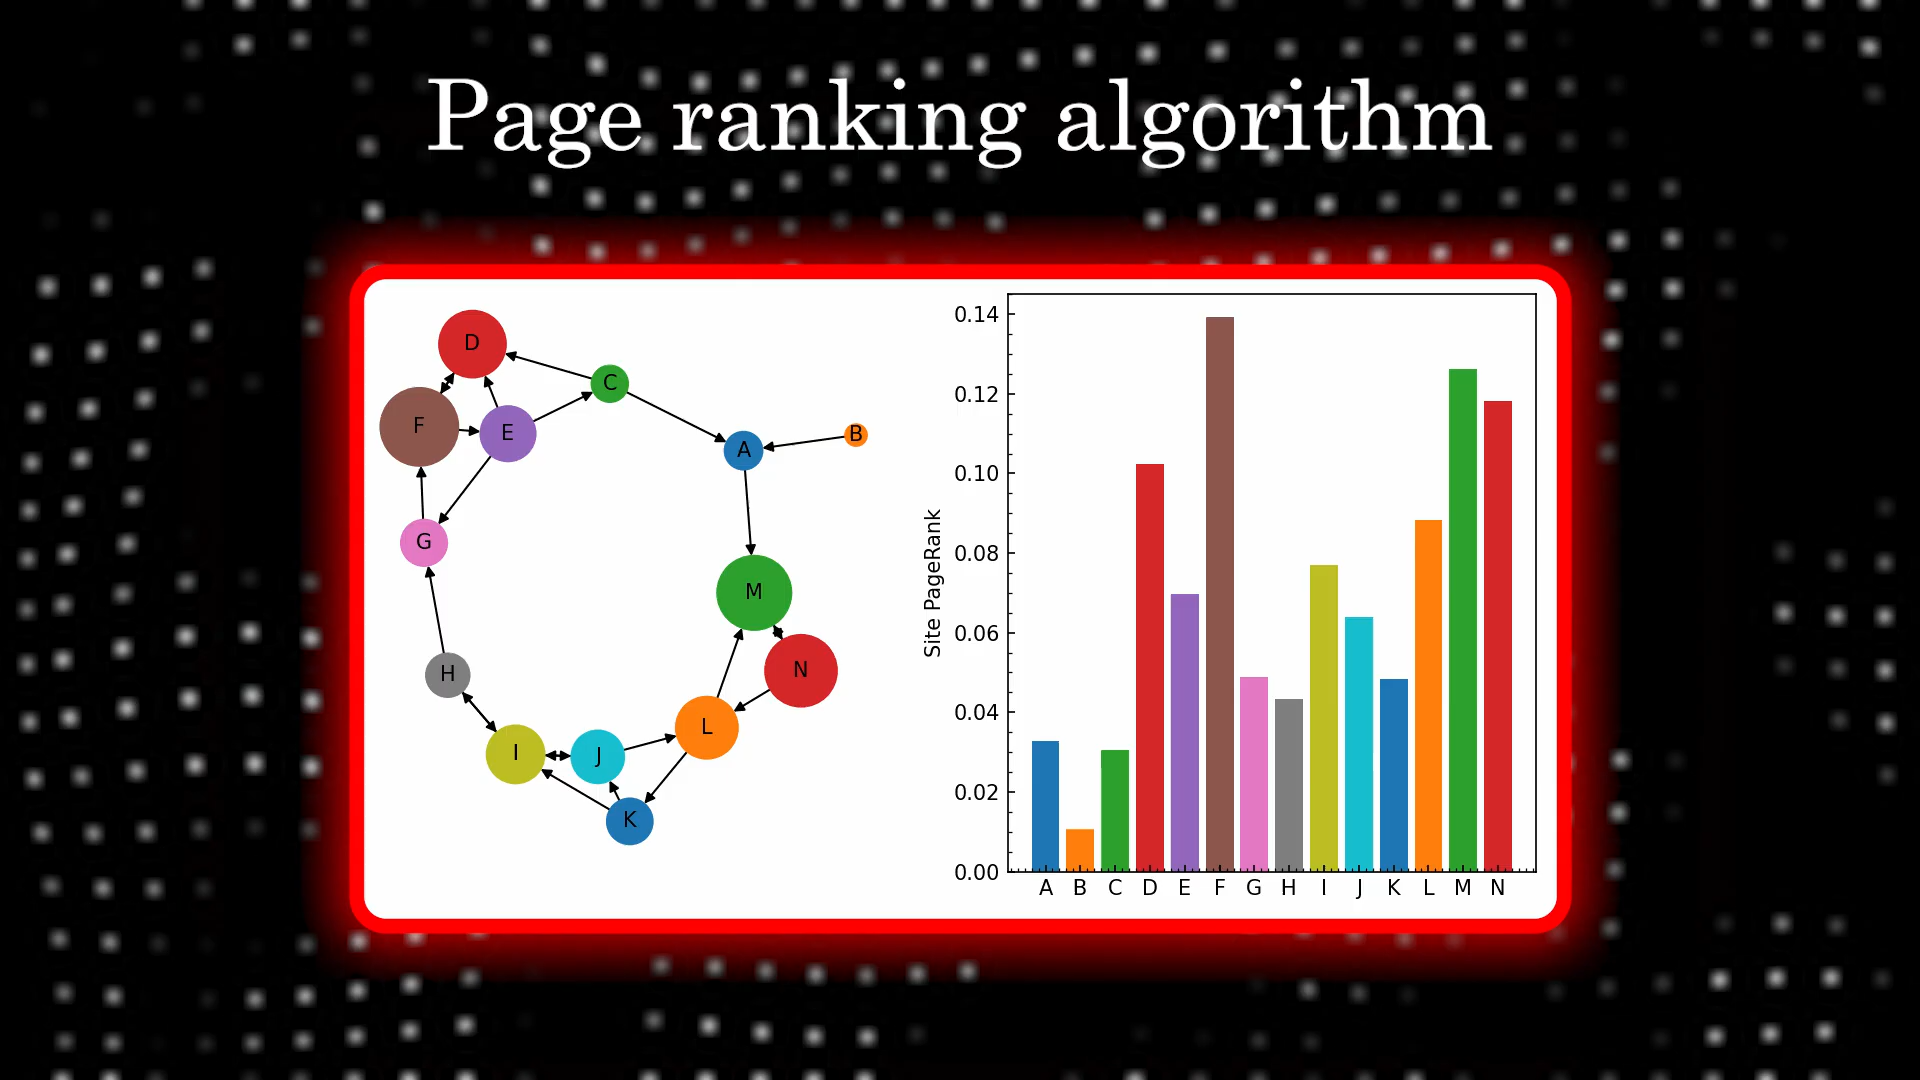 Page ranking algorithm
D
C
F
E
B
A
G
M
H
N
L
I
J
K
Site PageRank
0.14
0.12
0.10
0.08
0.06
0.04
0.02
0.00
A B C D E F G H I J K L M N